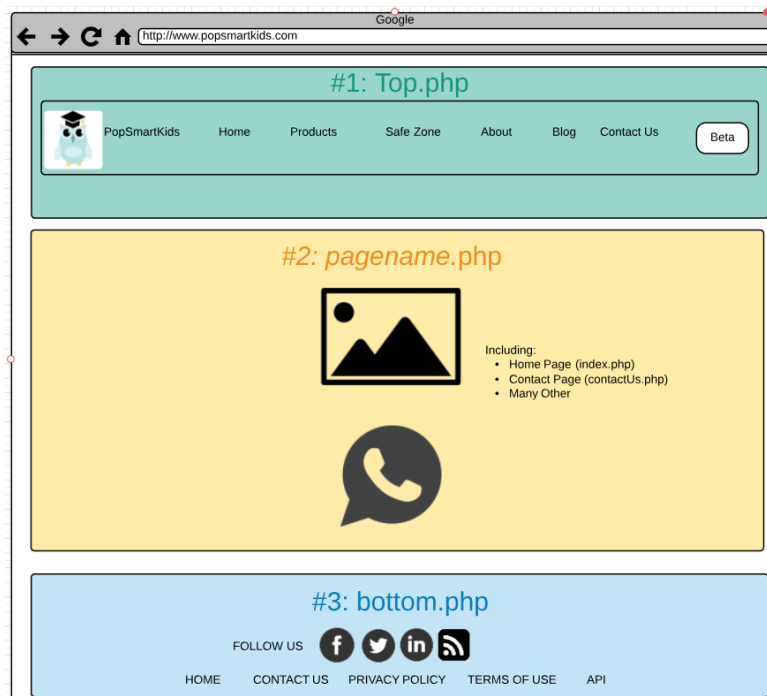 Google
http://www.popsmartkids.com
#1: Top.php
PopSmartKids Home Products Safe Zone About Blog Contact Us Beta
#2: pagename.php
Including:
• Home Page (index.php)
• Contact Page (contactUs.php)
• Many Other
#3: bottom.php
FOLLOW US
HOME CONTACT US PRIVACY POLICY TERMS OF USE API